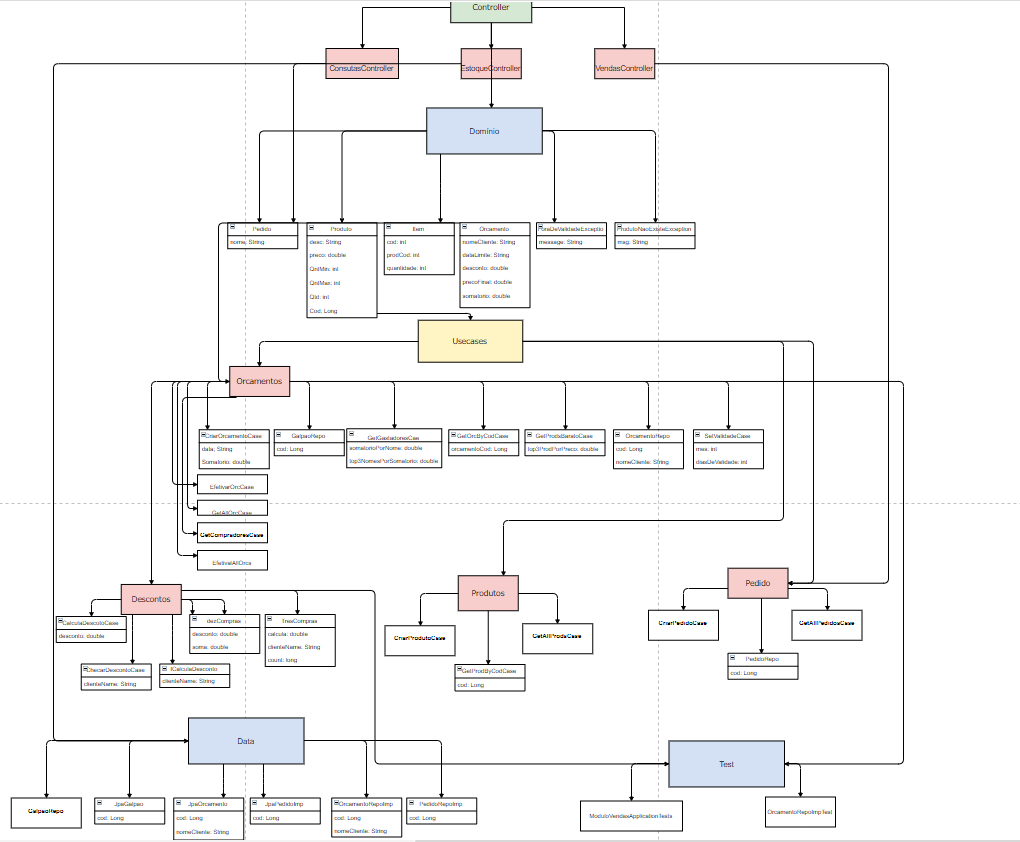 Controller
ConsutasController
EstoqueController
VendasController
Domínio
Pedido
nome: String
Produto
desc: String
preco: double
QntMin: int
QntMax: int
Qtd: int
Cod: Long
Item
cod: int
prodCod: int
quantidade: int
Orcamento
nomeCliente: String
dataLimite: String
desconto: double
precoFinal: double
somatorio: double
ForaDeValidadeExceptio
message: String
ProdutoNaoExisteException
msg: String
Usecases
Orcamentos
CriarOrcamentoCase
data: String
Somatorio: double
GalpaoRepo
cod: Long
GetGastadoresCse
somatorioPorNome: double
top3NomesPorSomatorio: double
GetOrcByCodCase
orcamentoCod: Long
GetProdsBaratoCase
top3ProdPorPreco: double
OrcamentoRepo
cod: Long
nomeCliente: String
SetValidadeCase
mes: int
diasDeValidade: int
EfetivarOrcCase
GetAllOrcCase
GetCompradoresCase
EfetivaAllOrcs
Descontos
CalculaDescotoCase
desconto: double
dezCompras
desconto: double
soma: double
TresCompras
calcula: double
clienteName: String
count: long
ChecarDescontoCase
clienteName: String
ICalculaDesconto
clienteName: String
Produtos
CriarProdutoCase
GetAllProdsCase
GetProdByCodCase
cod: Long
Pedido
CriarPedidoCase
GetAllPedidosCase
PedidoRepo
cod: Long
Data
GalpaoRepo
JpaGalpao
cod: Long
JpaOrcamento
cod: Long
nomeCliente: String
JpaPedidoImp
cod: Long
OrcamentoRepoImp
cod: Long
nomeCliente: String
PedidoRepoImp
cod: Long
Test
ModuloVendasApplicationTests
OrcamentoRepoImpTest